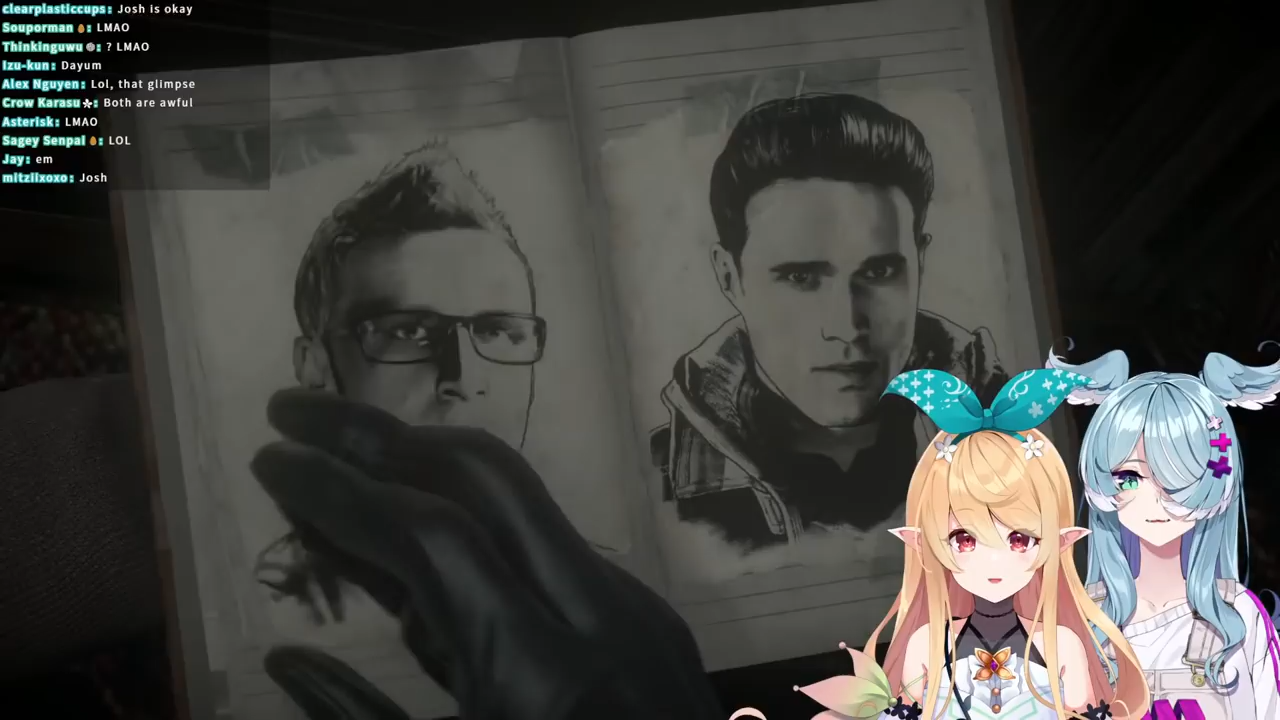 clearplasticcups: Josh is okay
Souporman: LMAO
Thinkinguwu: ? LMAO
Izu-kun: Dayum
Alex Nguyen: Lol, that glimpse
Crow Karasu: Both are awful
Asterisk: LMAO
Sagey Senpai: LOL
Jay: em
mitziixoxo: Josh